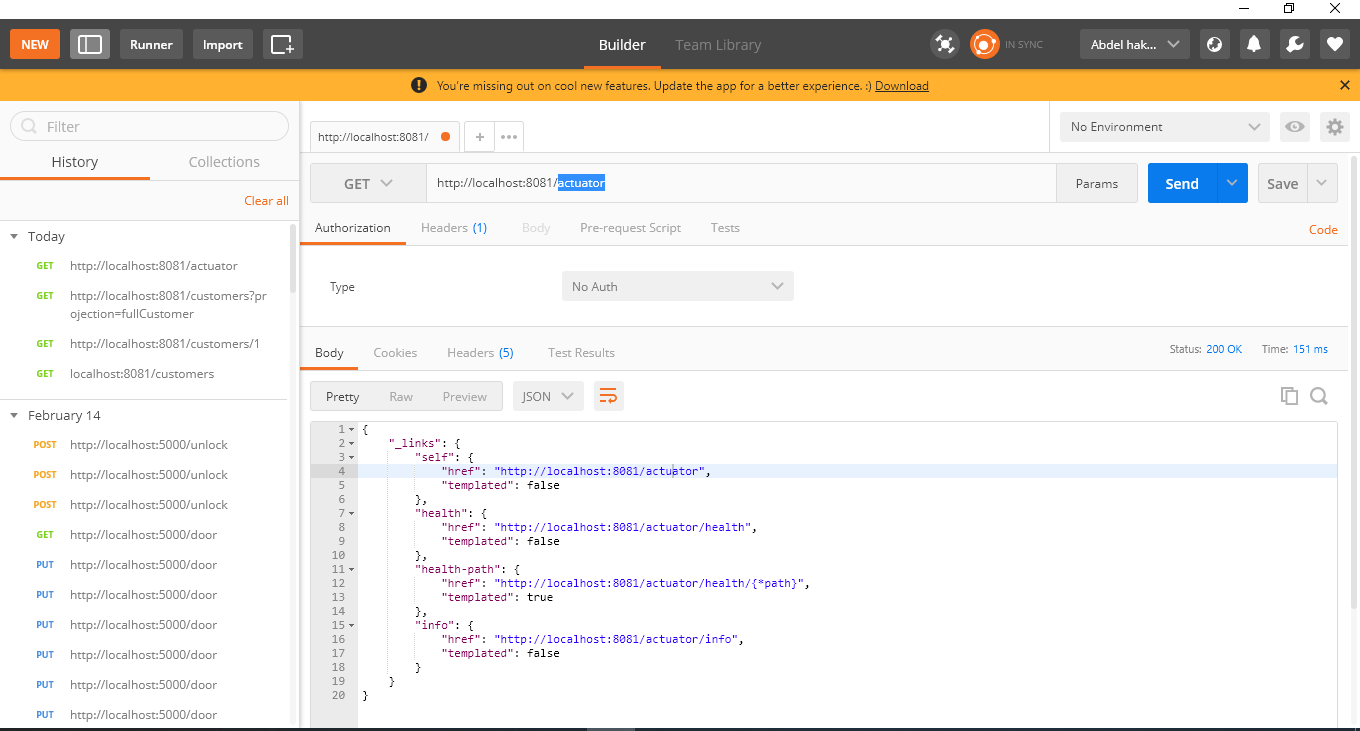 NEW
Runner
Import
Builder
Team Library
IN SYNC
Abdel hak...
You're missing out on cool new features. Update the app for a better experience. :) Download
Filter
History
Collections
Clear all
Today
GET http://localhost:8081/actuator
GET http://localhost:8081/customers?pr
ojection=fullCustomer
GET http://localhost:8081/customers/1
GET localhost:8081/customers
February 14
POST http://localhost:5000/unlock
POST http://localhost:5000/unlock
POST http://localhost:5000/unlock
GET http://localhost:5000/door
PUT http://localhost:5000/door
PUT http://localhost:5000/door
PUT http://localhost:5000/door
PUT http://localhost:5000/door
PUT http://localhost:5000/door
PUT http://localhost:5000/door
http://localhost:8081/
No Environment
GET
http://localhost:8081/actuator
Params
Send
Save
Authorization
Headers (1)
Body
Pre-request Script
Tests
Code
Type
No Auth
Body
Cookies
Headers (5)
Test Results
Status: 200 OK
Time: 151 ms
Pretty
Raw
Preview
JSON
1 {
2 "_links": {
3 "self": {
4 "href": "http://localhost:8081/actuator",
5 "templated": false
6 },
7 "health": {
8 "href": "http://localhost:8081/actuator/health",
9 "templated": false
10 },
11 "health-path": {
12 "href": "http://localhost:8081/actuator/health/{*path}",
13 "templated": true
14 },
15 "info": {
16 "href": "http://localhost:8081/actuator/info",
17 "templated": false
18 }
19 }
20 }